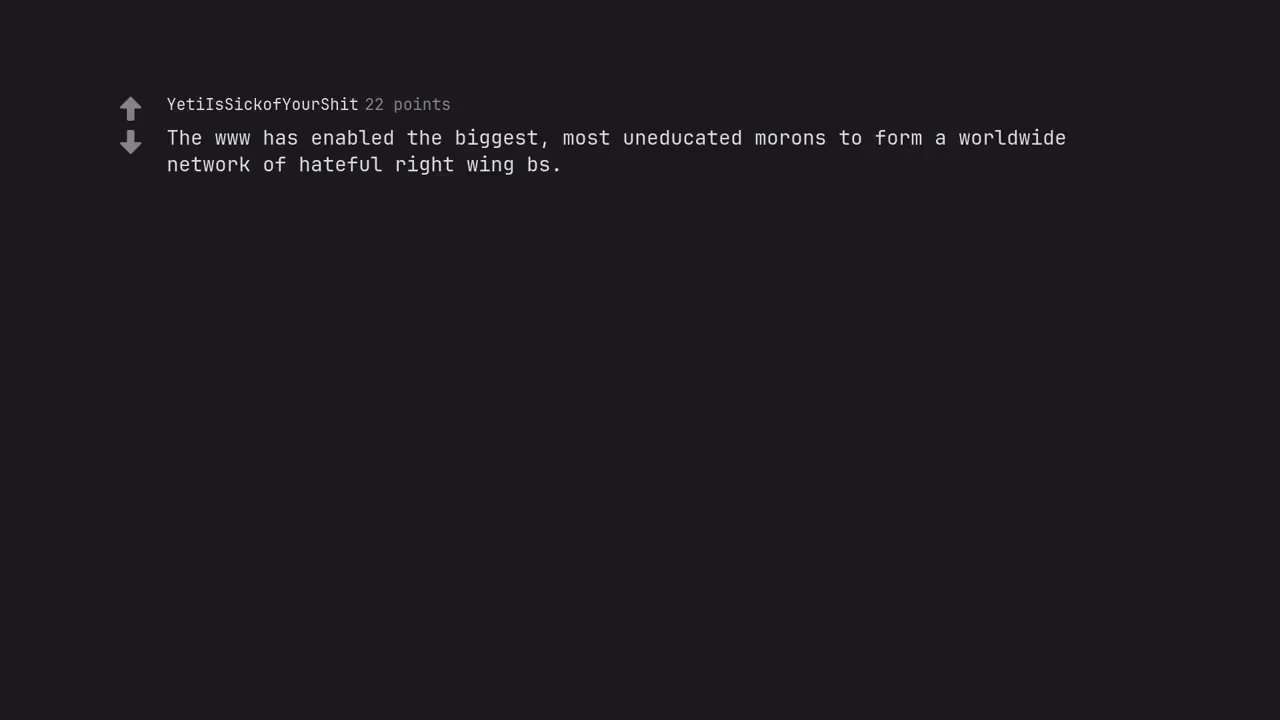 YetiIsSickofYourShit 22 points
The www has enabled the biggest, most uneducated morons to form a worldwide
network of hateful right wing bs.